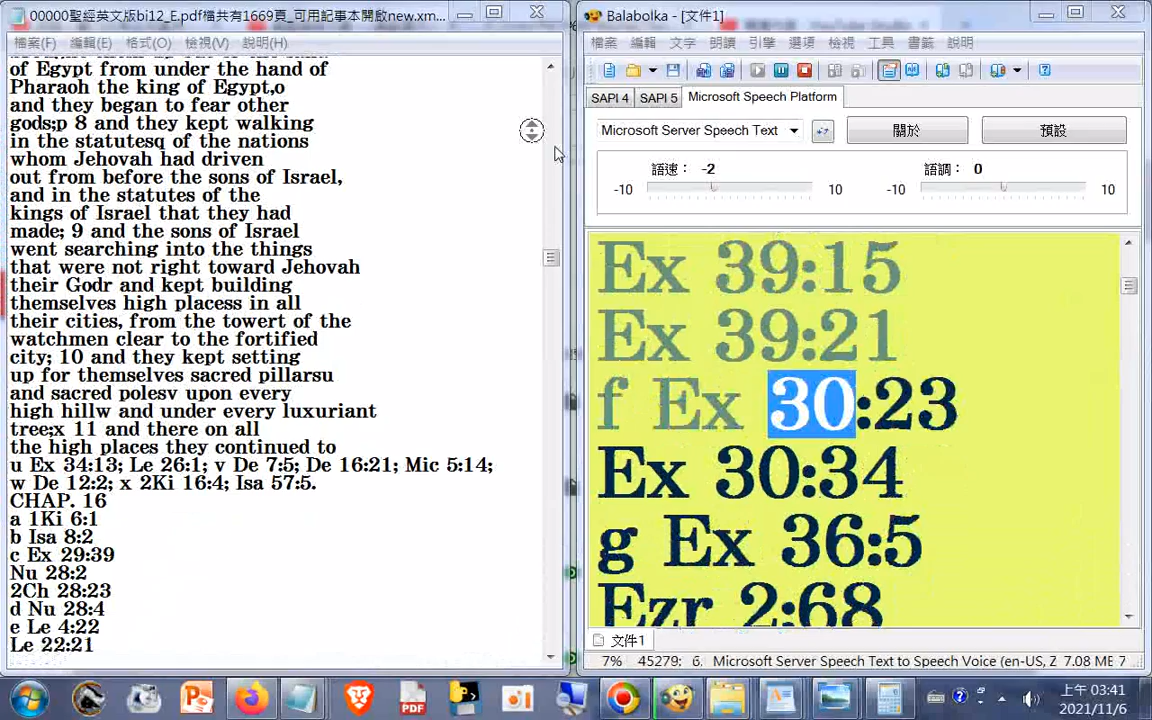 00000聖經英文版bi12_E.pdf檔共有1669頁_可用記事本開啟new.xm...
檔案(F) 編輯(E) 格式(O) 檢視(V) 說明(H)
of Egypt from under the hand of
Pharaoh the king of Egypt,o
and they began to fear other
gods;p 8 and they kept walking
in the statutesq of the nations
whom Jehovah had driven
out from before the sons of Israel,
and in the statutes of the
kings of Israel that they had
made; 9 and the sons of Israel
went searching into the things
that were not right toward Jehovah
their Godr and kept building
themselves high placess in all
their cities, from the towert of the
watchmen clear to the fortified
city; 10 and they kept setting
up for themselves sacred pillarsu
and sacred polesv upon every
high hillw and under every luxuriant
tree;x 11 and there on all
the high places they continued to
u Ex 34:13; Le 26:1; v De 7:5; De 16:21; Mic 5:14;
w De 12:2; x 2Ki 16:4; Isa 57:5.
CHAP. 16
a 1Ki 6:1
b Isa 8:2
c Ex 29:39
Nu 28:2
2Ch 28:23
d Nu 28:4
e Le 4:22
Le 22:21
Balabolka - [文件1]
檔案 編輯 文字 朗讀 引擎 選項 檢視 工具 書籤 說明
SAPI 4 SAPI 5 Microsoft Speech Platform
Microsoft Server Speech Text 關於 預設
語速: -2 語調: 0
-10 10 -10 10
Ex 39:15
Ex 39:21
f Ex 30:23
Ex 30:34
g Ex 36:5
Ezr 2:68
文件1
7% 45279: 6. Microsoft Server Speech Text to Speech Voice (en-US, Z 7.08 ME 7
PDF
上午 03:41
2021/11/6